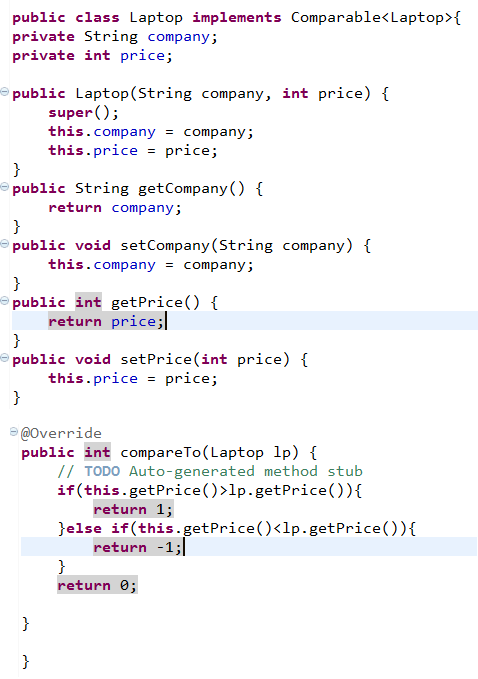 public class Laptop implements Comparable<Laptop>{
private String company;
private int price;
public Laptop(String company, int price) {
super();
this.company = company;
this.price = price;
}
public String getCompany() {
return company;
}
public void setCompany(String company) {
this.company = company;
}
public int getPrice() {
return price;
}
public void setPrice(int price) {
this.price = price;
}
@Override
public int compareTo(Laptop lp) {
// TODO Auto-generated method stub
if(this.getPrice()>lp.getPrice()){
return 1;
}else if(this.getPrice()<lp.getPrice()){
return -1;
}
return 0;
}
}